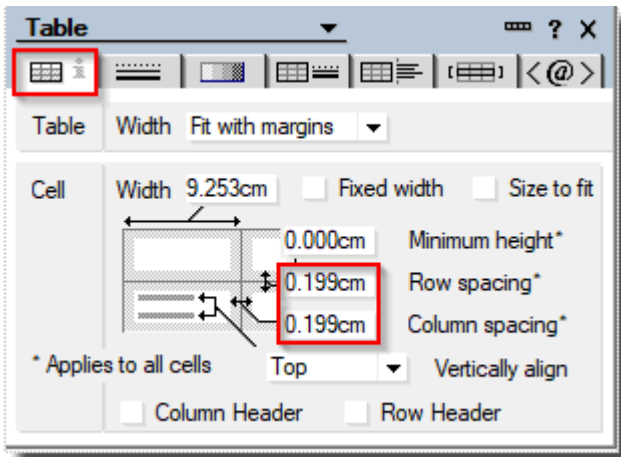 Table ? X
<@>
Table Width Fit with margins
Cell Width 9.253cm Fixed width Size to fit
0.000cm Minimum height*
0.199cm Row spacing*
0.199cm Column spacing*
* Applies to all cells Top Vertically align
Column Header Row Header